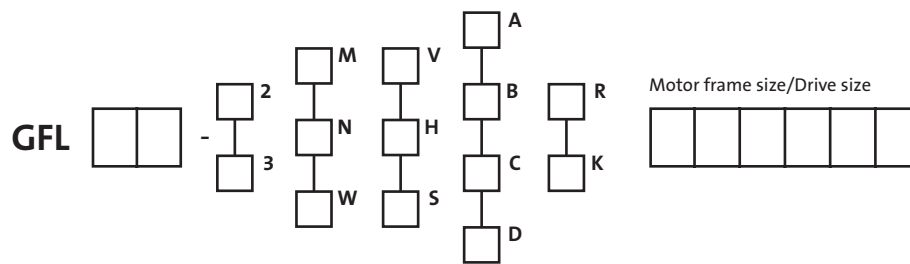 A
M V
2 B R Motor frame size/Drive size
GFL - N H
3 C K
W S
D